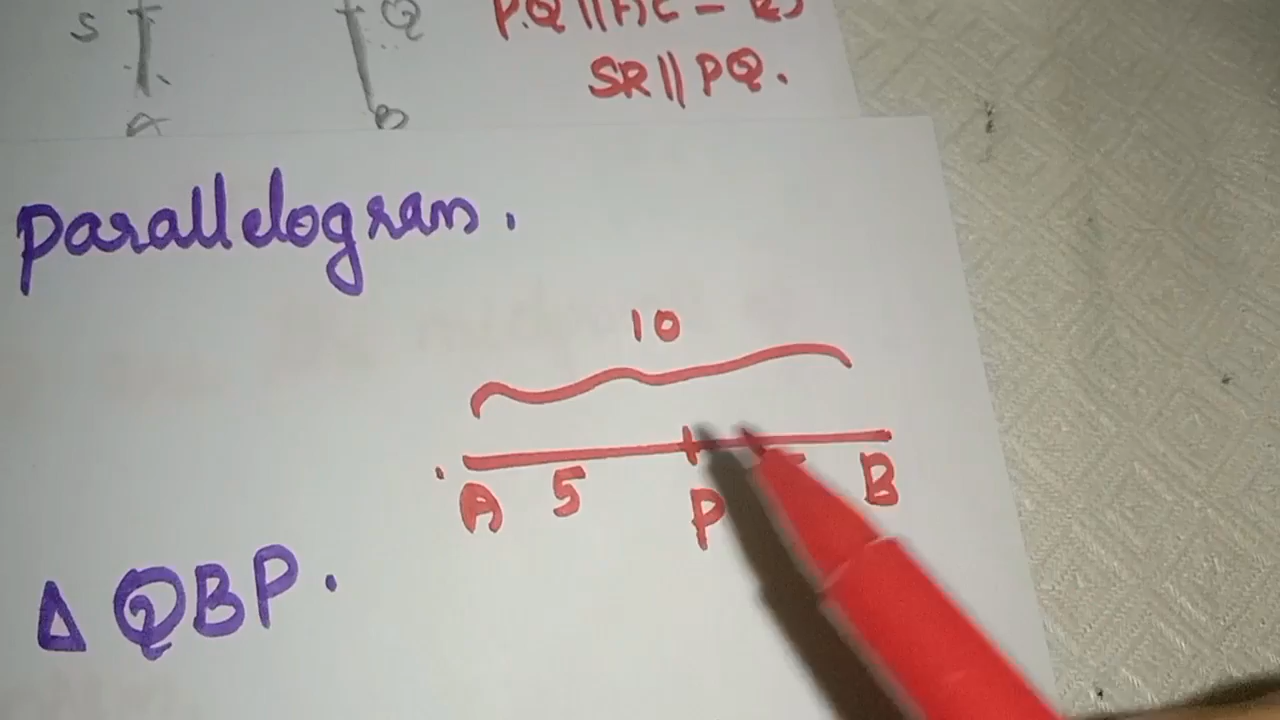 S Q
A B
SR || PQ.
parallelogram.
10
A 5 P B
Δ QBP.